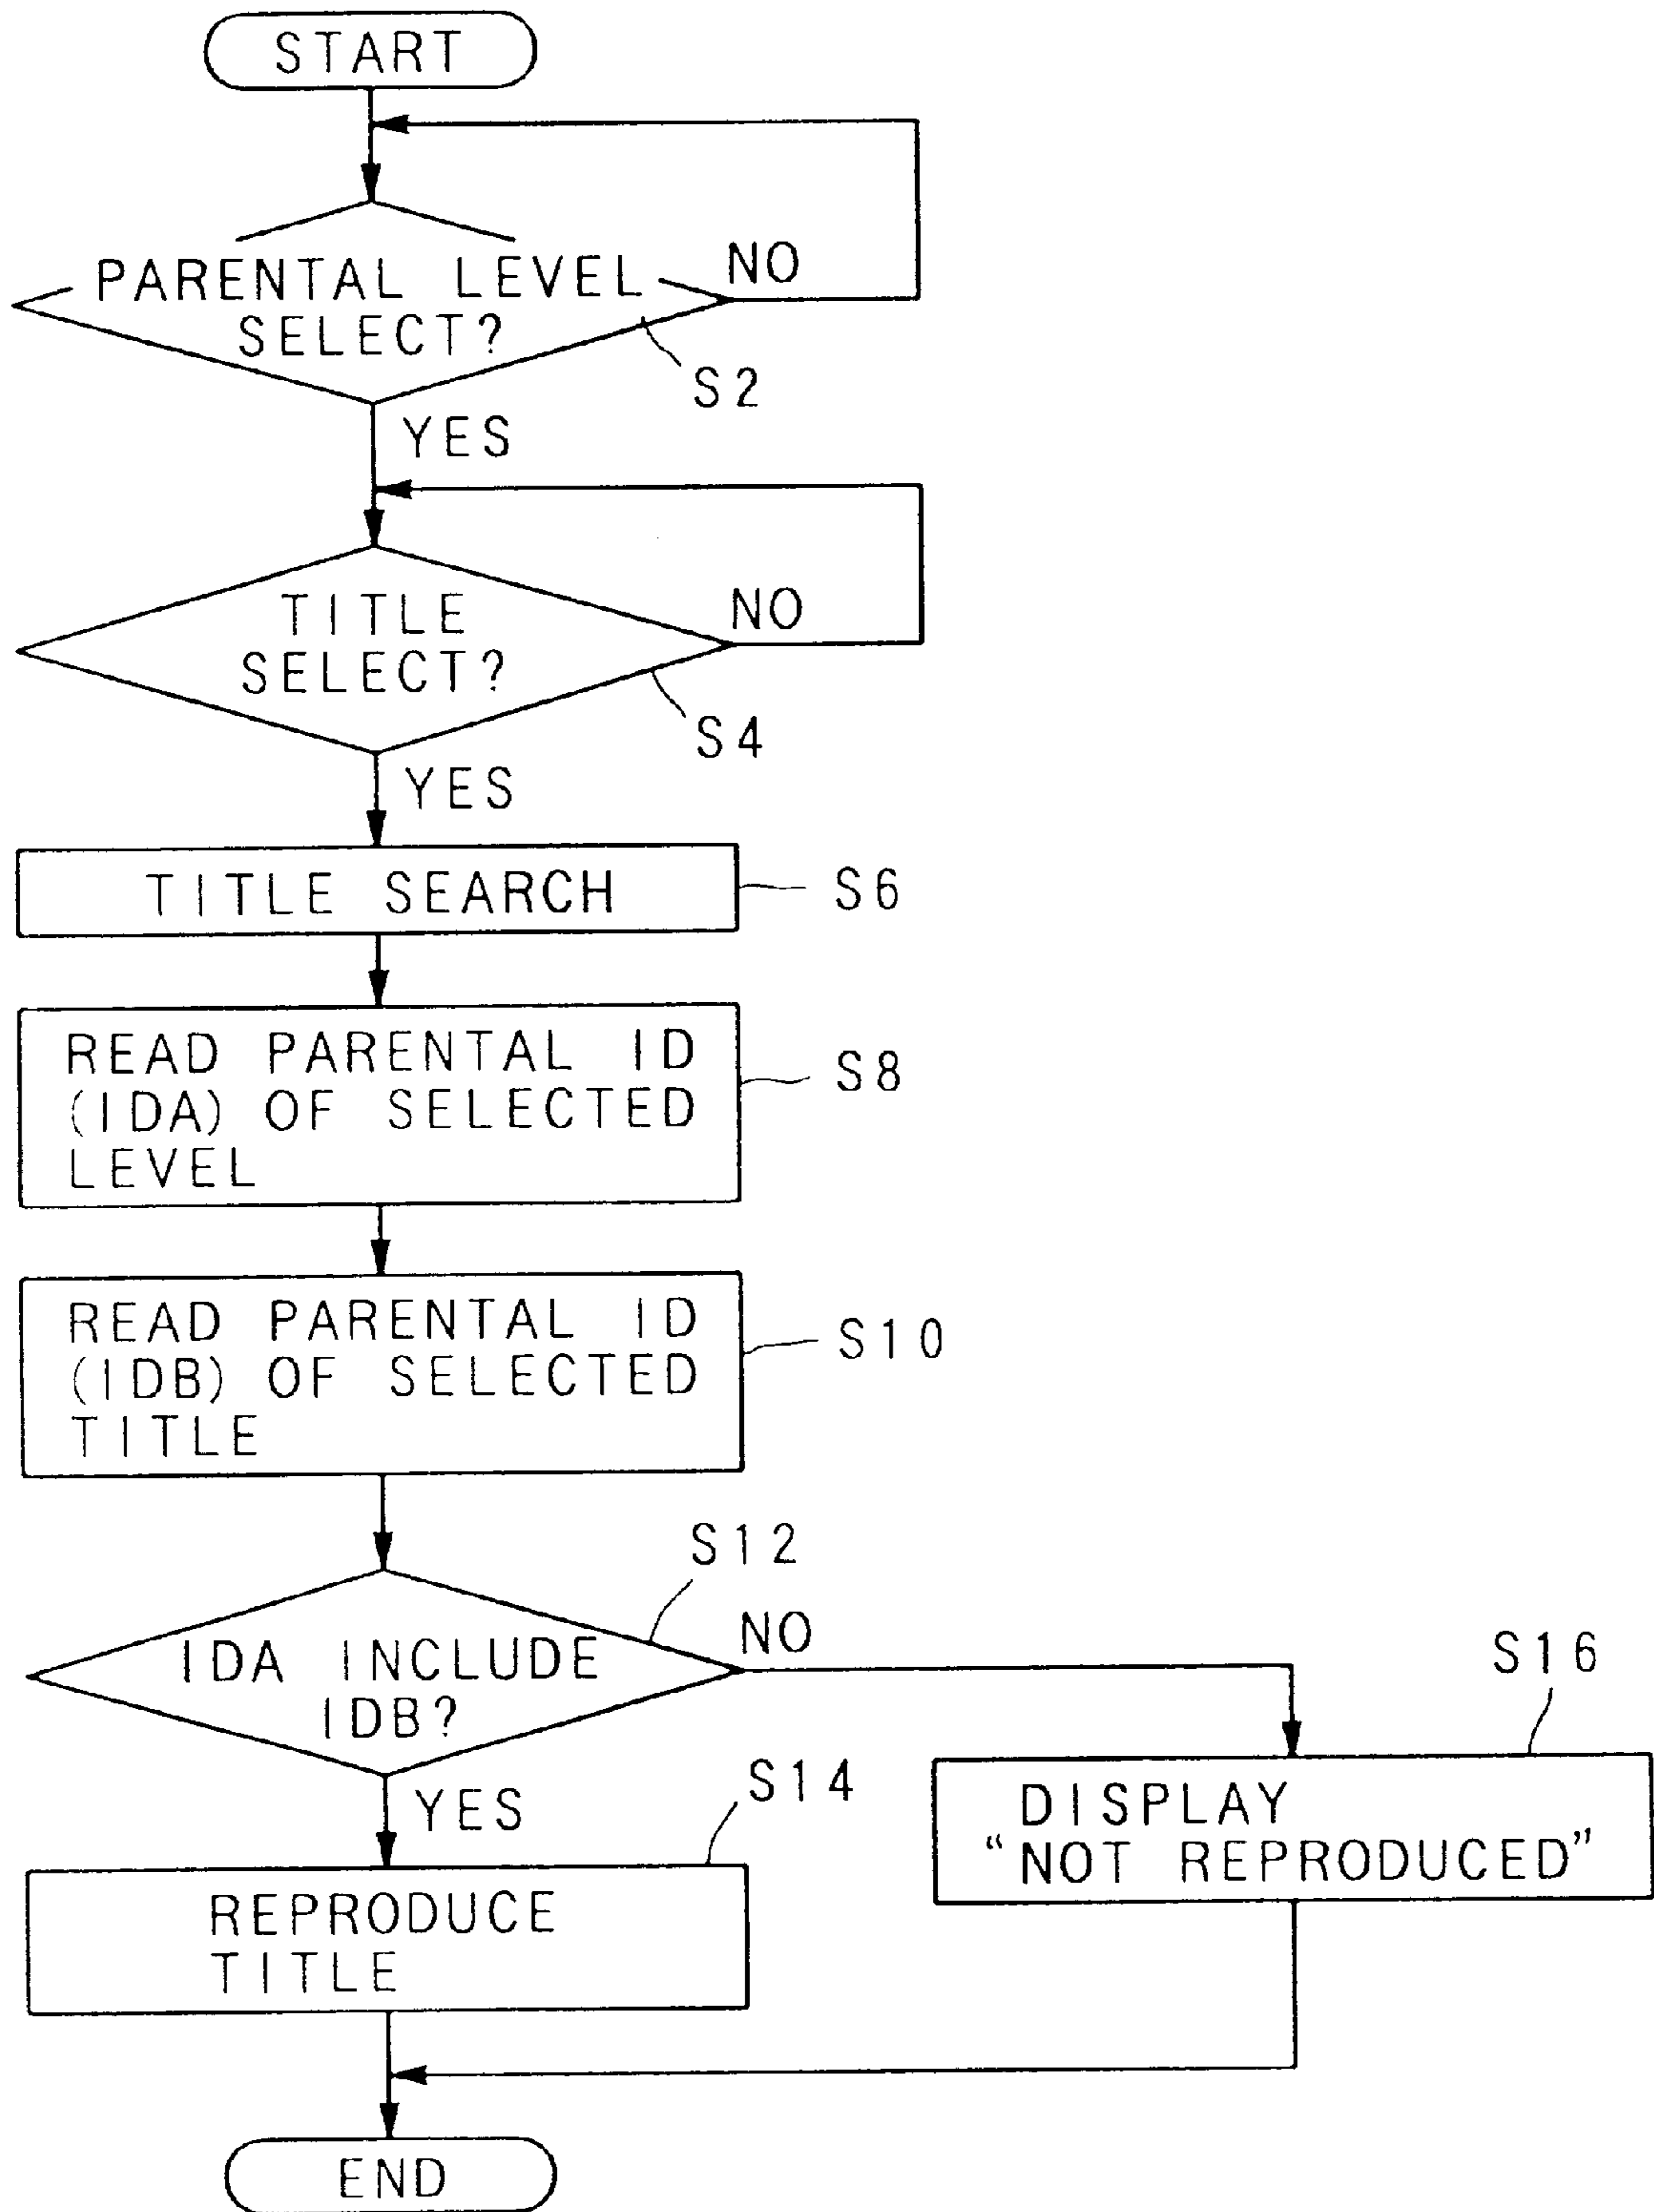 START
PARENTAL LEVEL
SELECT?
NO
S2
YES
TITLE
SELECT?
NO
S4
YES
TITLE SEARCH
S6
READ PARENTAL ID
(IDA) OF SELECTED
LEVEL
S8
READ PARENTAL ID
(IDB) OF SELECTED
TITLE
S10
S12
IDA INCLUDE
IDB?
NO
YES
S14
S16
REPRODUCE
TITLE
DISPLAY
“NOT REPRODUCED”
END